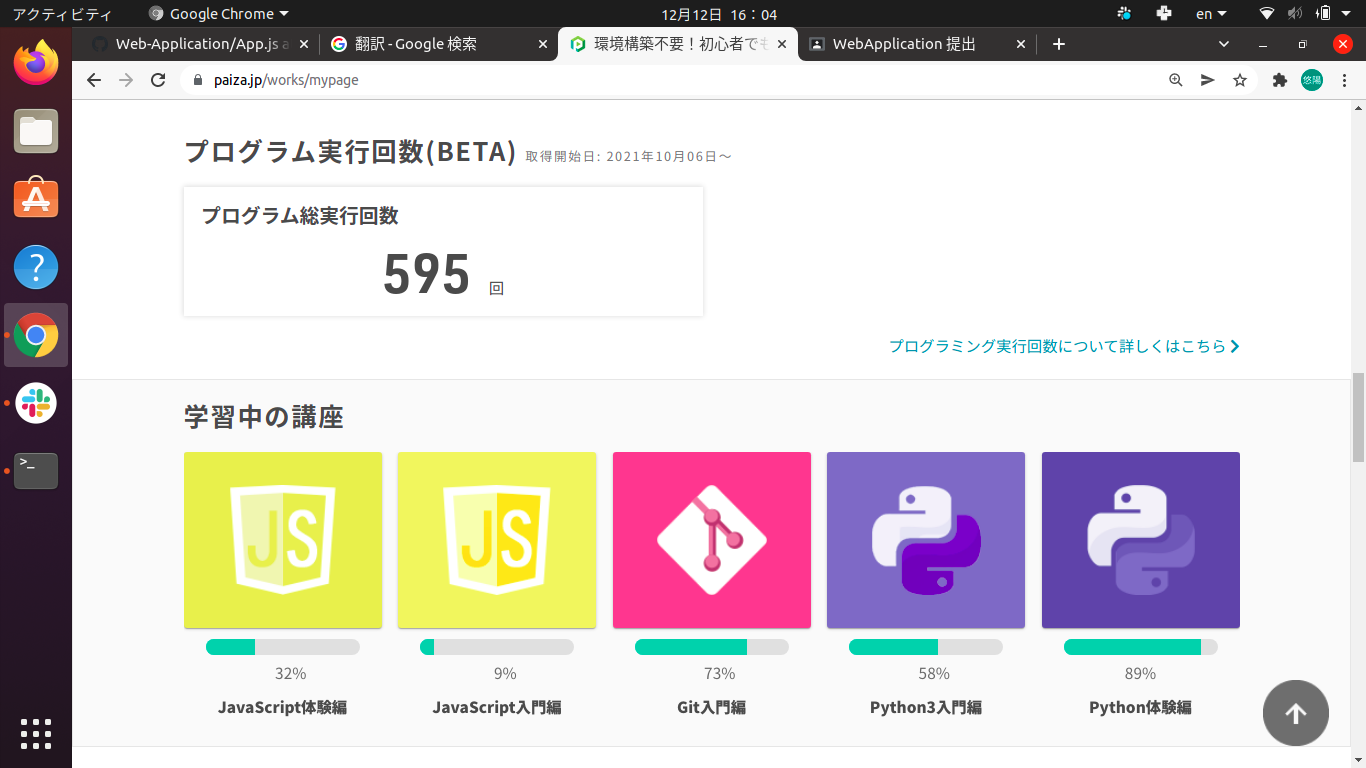 アクティビティ
Google Chrome
12月12日 16：04
en
Web-Application/App.js a
翻訳 - Google 検索
環境構築不要！初心者でも
WebApplication 提出
paiza.jp/works/mypage
悠陽
プログラム実行回数(BETA) 取得開始日: 2021年10月06日～
プログラム総実行回数
595 回
プログラミング実行回数について詳しくはこちら
学習中の講座
JS
JS
32%
9%
73%
58%
89%
JavaScript体験編
JavaScript入門編
Git入門編
Python3入門編
Python体験編